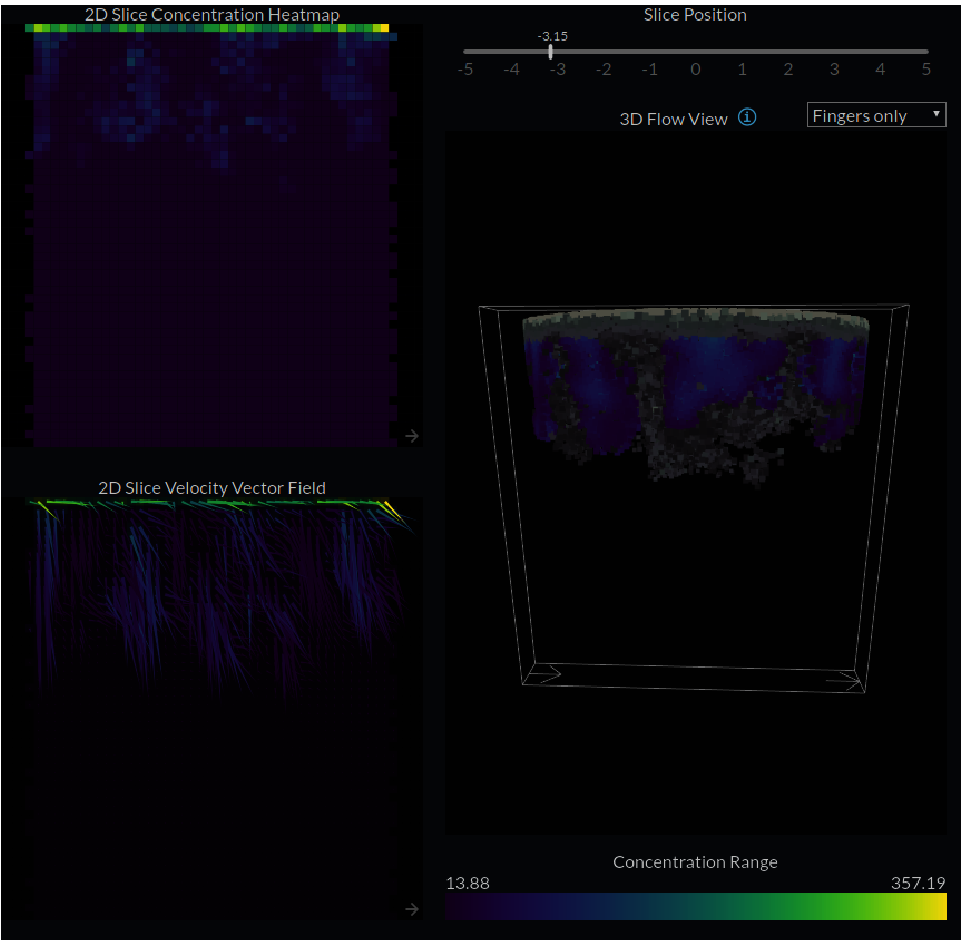 2D Slice Concentration Heatmap
Slice Position
-3.15
-5 -4 -3 -2 -1 0 1 2 3 4 5
3D Flow View
Fingers only
2D Slice Velocity Vector Field
Concentration Range
13.88 357.19